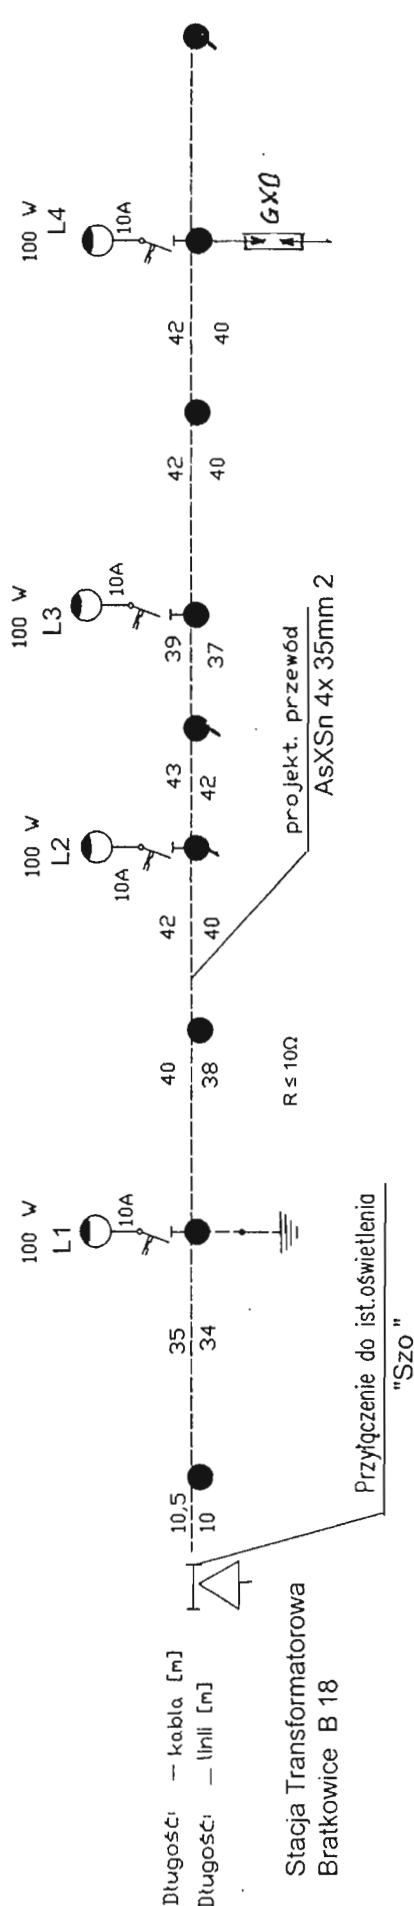 Długość: — kabla [m]
Długość: — linii [m]
Stacja Transformatorowa
Bratkowice B 18
10,5
10
35
34
100 W
L1
10A
40
38
R ≤ 10Ω
42
40
100 W
L2
10A
43
42
39
37
100 W
L3
10A
42
40
42
40
100 W
L4
10A
GXO
projekt. przewód
AsXSn 4x 35mm 2
Przyłączenie do ist.oświetlenia
"Szo"